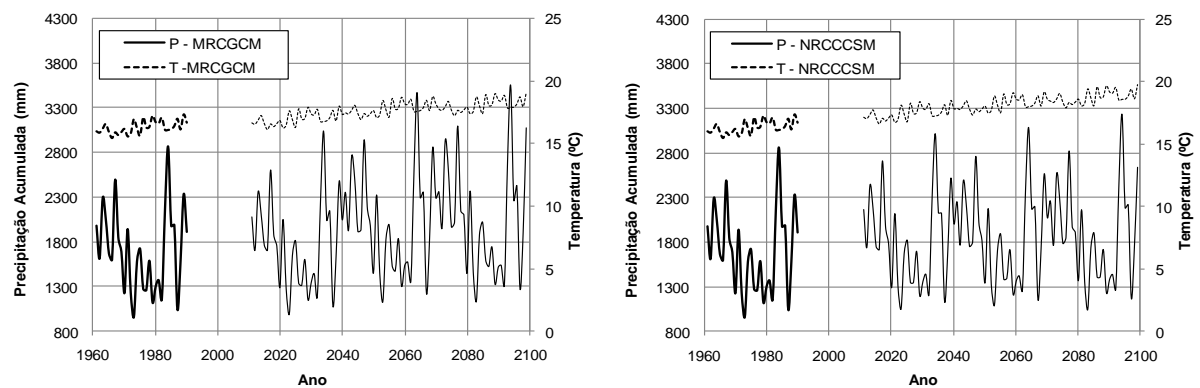 4300
3800
3300
2800
2300
1800
1300
800
Precipitação Acumulada (mm)
P - MRCGCM
T -MRCGCM
25
20
15
10
5
0
Temperatura (ºC)
1960 1980 2000 2020 2040 2060 2080 2100
Ano
4300
3800
3300
2800
2300
1800
1300
800
Precipitação Acumulada (mm)
P - NRCCCSM
T - NRCCCSM
25
20
15
10
5
0
Temperatura (ºC)
1960 1980 2000 2020 2040 2060 2080 2100
Ano